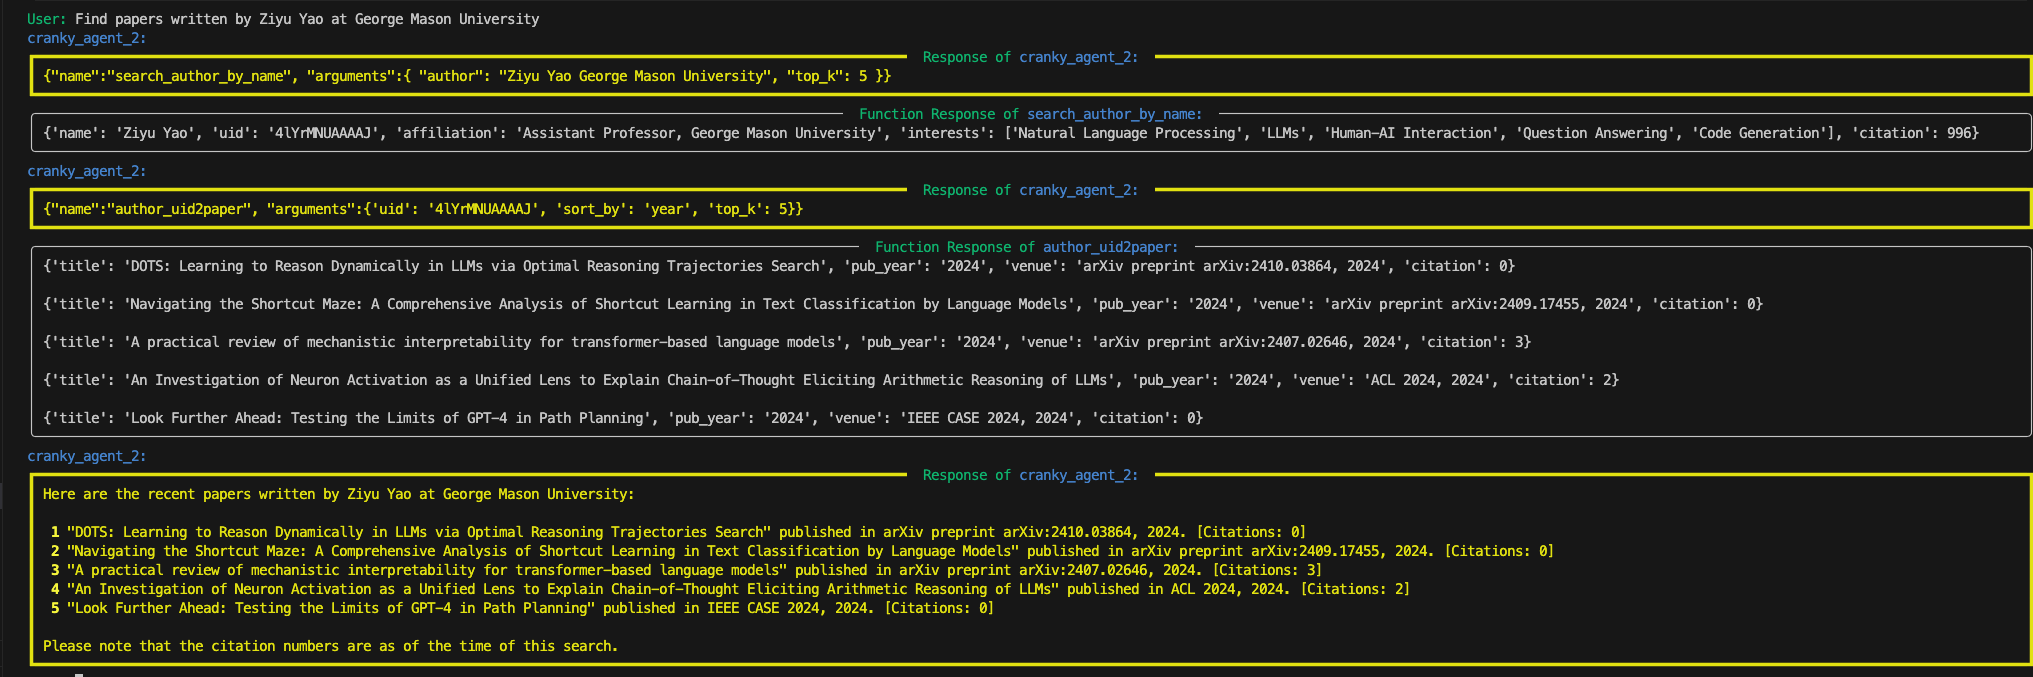 User: Find papers written by Ziyu Yao at George Mason University
cranky_agent_2:
Response of cranky_agent_2:
{"name":"search_author_by_name", "arguments":{ "author": "Ziyu Yao George Mason University", "top_k": 5 }}
Function Response of search_author_by_name:
{'name': 'Ziyu Yao', 'uid': '4lYrMNUAAAAJ', 'affiliation': 'Assistant Professor, George Mason University', 'interests': ['Natural Language Processing', 'LLMs', 'Human-AI Interaction', 'Question Answering', 'Code Generation'], 'citation': 996}
cranky_agent_2:
Response of cranky_agent_2:
{"name":"author_uid2paper", "arguments":{'uid': '4lYrMNUAAAAJ', 'sort_by': 'year', 'top_k': 5}}
Function Response of author_uid2paper:
{'title': 'DOTS: Learning to Reason Dynamically in LLMs via Optimal Reasoning Trajectories Search', 'pub_year': '2024', 'venue': 'arXiv preprint arXiv:2410.03864, 2024', 'citation': 0}
{'title': 'Navigating the Shortcut Maze: A Comprehensive Analysis of Shortcut Learning in Text Classification by Language Models', 'pub_year': '2024', 'venue': 'arXiv preprint arXiv:2409.17455, 2024', 'citation': 0}
{'title': 'A practical review of mechanistic interpretability for transformer-based language models', 'pub_year': '2024', 'venue': 'arXiv preprint arXiv:2407.02646, 2024', 'citation': 3}
{'title': 'An Investigation of Neuron Activation as a Unified Lens to Explain Chain-of-Thought Eliciting Arithmetic Reasoning of LLMs', 'pub_year': '2024', 'venue': 'ACL 2024, 2024', 'citation': 2}
{'title': 'Look Further Ahead: Testing the Limits of GPT-4 in Path Planning', 'pub_year': '2024', 'venue': 'IEEE CASE 2024, 2024', 'citation': 0}
cranky_agent_2:
Response of cranky_agent_2:
Here are the recent papers written by Ziyu Yao at George Mason University:
1 "DOTS: Learning to Reason Dynamically in LLMs via Optimal Reasoning Trajectories Search" published in arXiv preprint arXiv:2410.03864, 2024. [Citations: 0]
2 "Navigating the Shortcut Maze: A Comprehensive Analysis of Shortcut Learning in Text Classification by Language Models" published in arXiv preprint arXiv:2409.17455, 2024. [Citations: 0]
3 "A practical review of mechanistic interpretability for transformer-based language models" published in arXiv preprint arXiv:2407.02646, 2024. [Citations: 3]
4 "An Investigation of Neuron Activation as a Unified Lens to Explain Chain-of-Thought Eliciting Arithmetic Reasoning of LLMs" published in ACL 2024, 2024. [Citations: 2]
5 "Look Further Ahead: Testing the Limits of GPT-4 in Path Planning" published in IEEE CASE 2024, 2024. [Citations: 0]
Please note that the citation numbers are as of the time of this search.